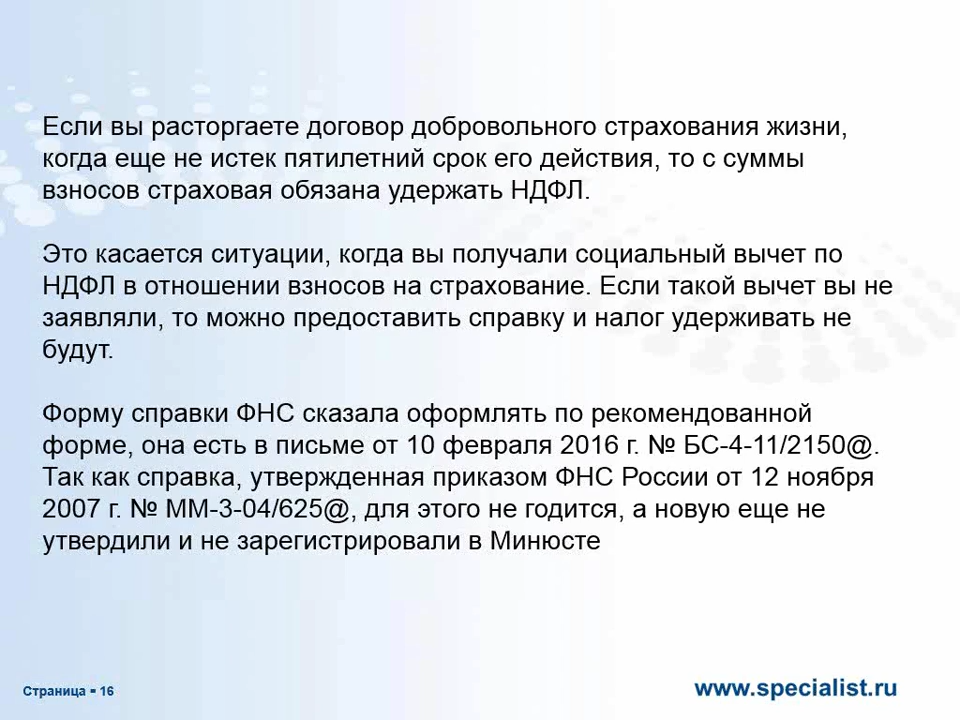 Если вы расторгаете договор добровольного страхования жизни,
когда еще не истек пятилетний срок его действия, то с суммы
взносов страховая обязана удержать НДФЛ.
Это касается ситуации, когда вы получали социальный вычет по
НДФЛ в отношении взносов на страхование. Если такой вычет вы не
заявляли, то можно предоставить справку и налог удерживать не
будут.
Форму справки ФНС сказала оформлять по рекомендованной
форме, она есть в письме от 10 февраля 2016 г. № БС-4-11/2150@.
Так как справка, утвержденная приказом ФНС России от 12 ноября
2007 г. № ММ-3-04/625@, для этого не годится, а новую еще не
утвердили и не зарегистрировали в Минюсте
Страница ▪ 16
www.specialist.ru